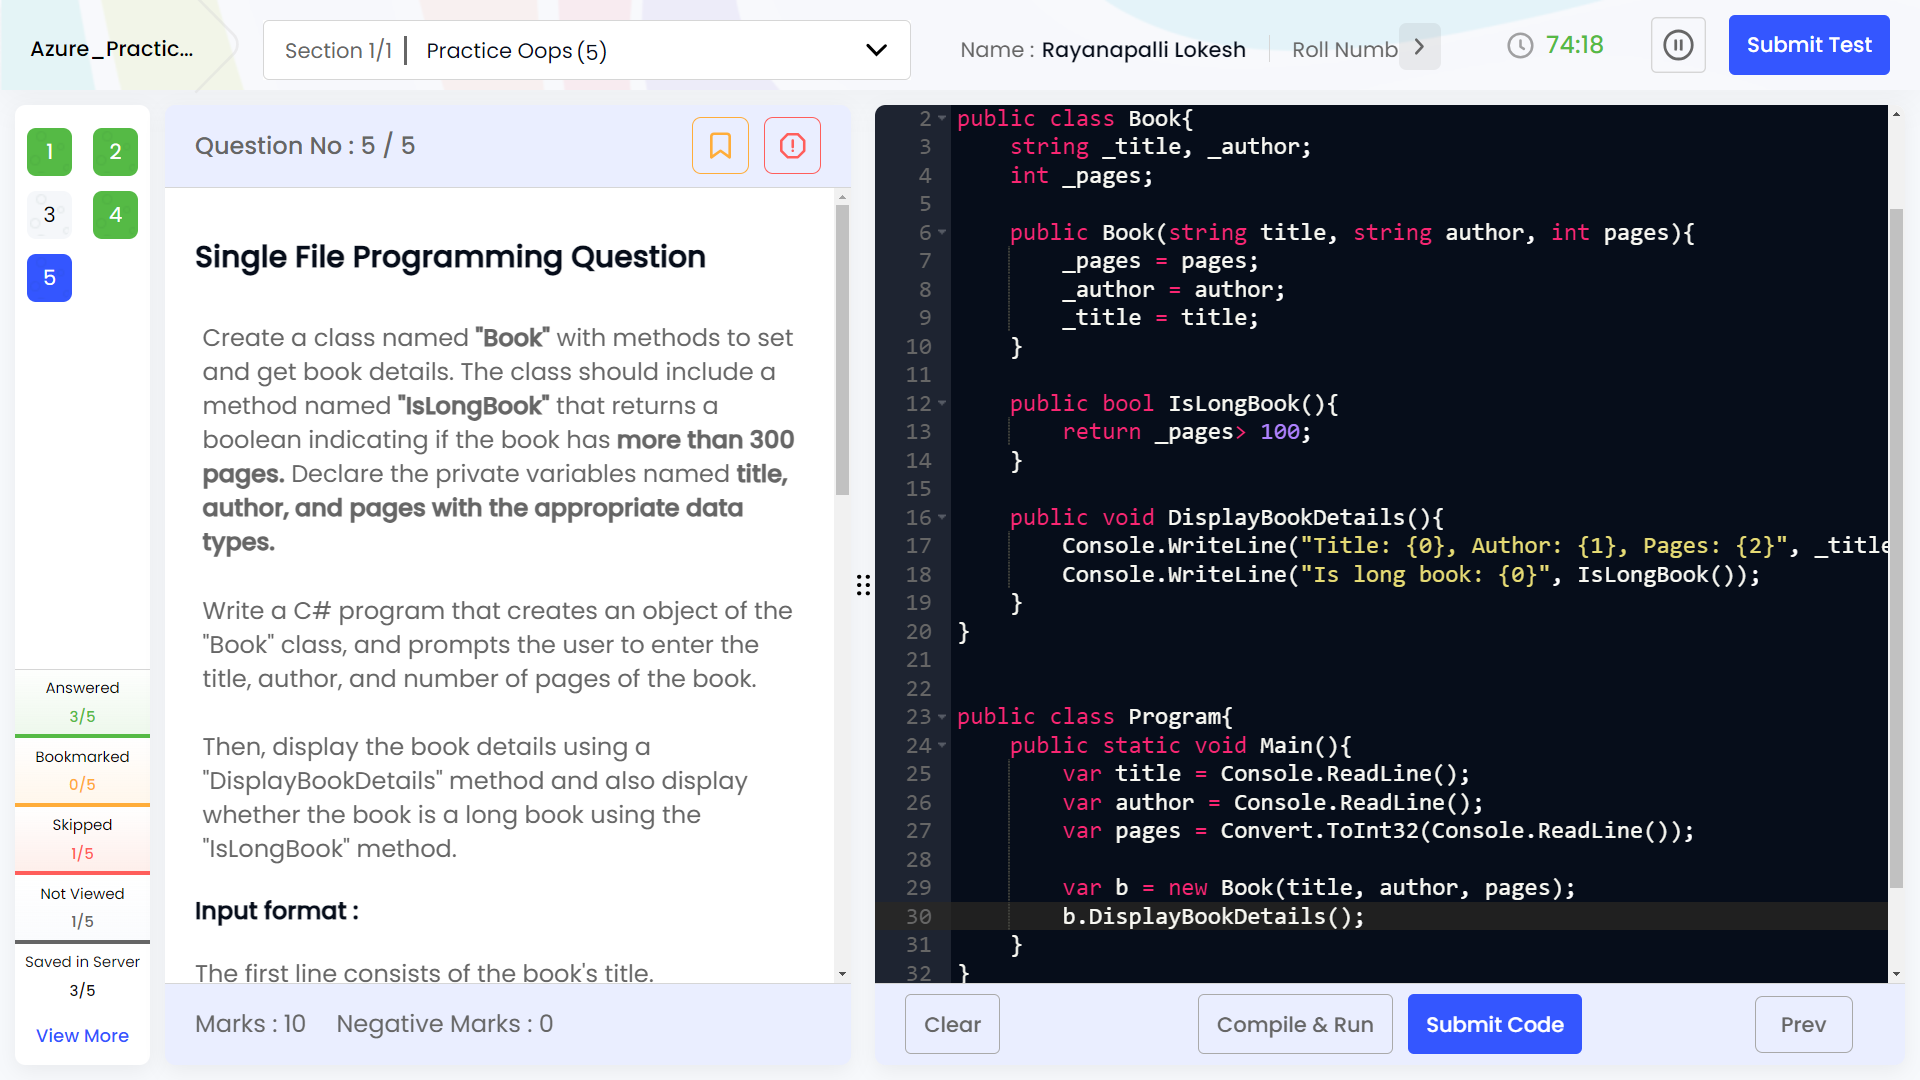 Azure_Practic...
Section 1/1 | Practice Oops (5)
Name : Rayanapalli Lokesh
Roll Numb
74:18
Submit Test
1
2
3
4
5
Answered
3/5
Bookmarked
0/5
Skipped
1/5
Not Viewed
1/5
Saved in Server
3/5
View More
Question No : 5 / 5
Single File Programming Question
Create a class named "Book" with methods to set
and get book details. The class should include a
method named "IsLongBook" that returns a
boolean indicating if the book has more than 300
pages. Declare the private variables named title,
author, and pages with the appropriate data
types.
Write a C# program that creates an object of the
"Book" class, and prompts the user to enter the
title, author, and number of pages of the book.
Then, display the book details using a
"DisplayBookDetails" method and also display
whether the book is a long book using the
"IsLongBook" method.
Input format :
The first line consists of the book's title.
Marks : 10 Negative Marks : 0
2 public class Book{
3 string _title, _author;
4 int _pages;
5
6 public Book(string title, string author, int pages){
7 _pages = pages;
8 _author = author;
9 _title = title;
10 }
11
12 public bool IsLongBook(){
13 return _pages> 100;
14 }
15
16 public void DisplayBookDetails(){
17 Console.WriteLine("Title: {0}, Author: {1}, Pages: {2}", _title
18 Console.WriteLine("Is long book: {0}", IsLongBook());
19 }
20 }
21
22
23 public class Program{
24 public static void Main(){
25 var title = Console.ReadLine();
26 var author = Console.ReadLine();
27 var pages = Convert.ToInt32(Console.ReadLine());
28
29 var b = new Book(title, author, pages);
30 b.DisplayBookDetails();
31 }
32 }
Clear
Compile & Run
Submit Code
Prev